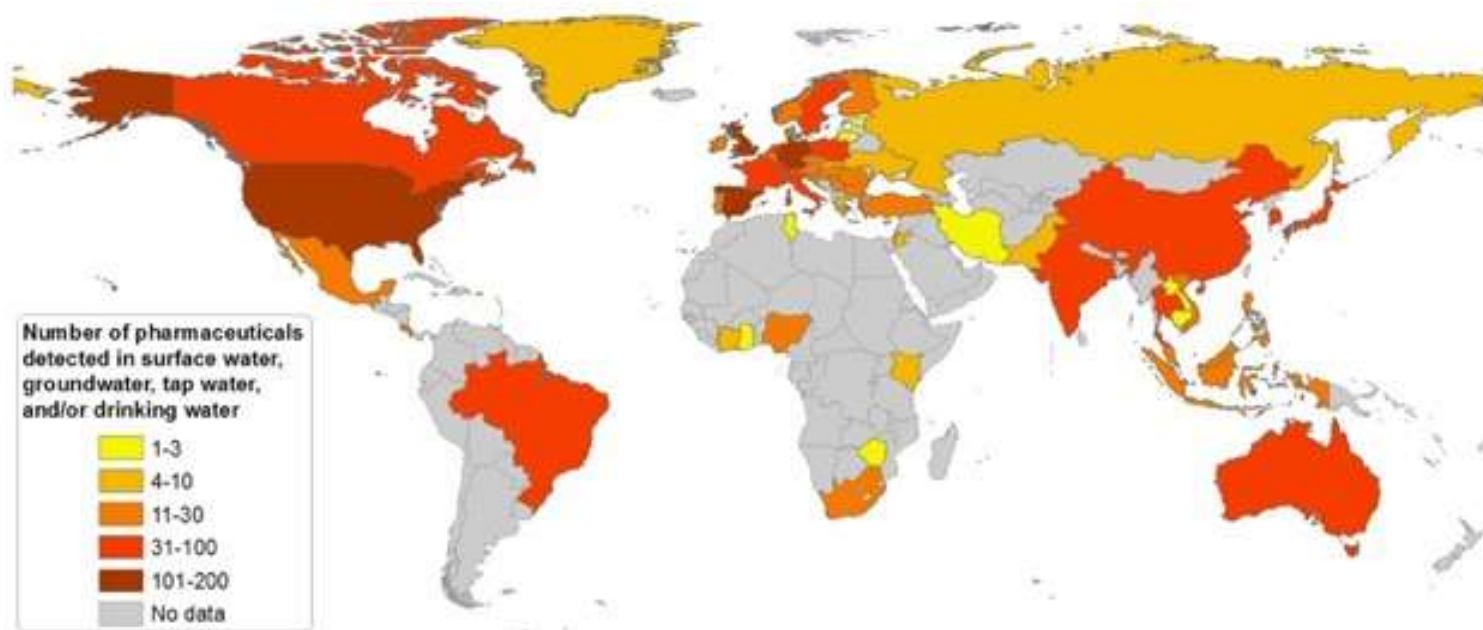 Number of pharmaceuticals
detected in surface water,
groundwater, tap water,
and/or drinking water
1-3
4-10
11-30
31-100
101-200
No data